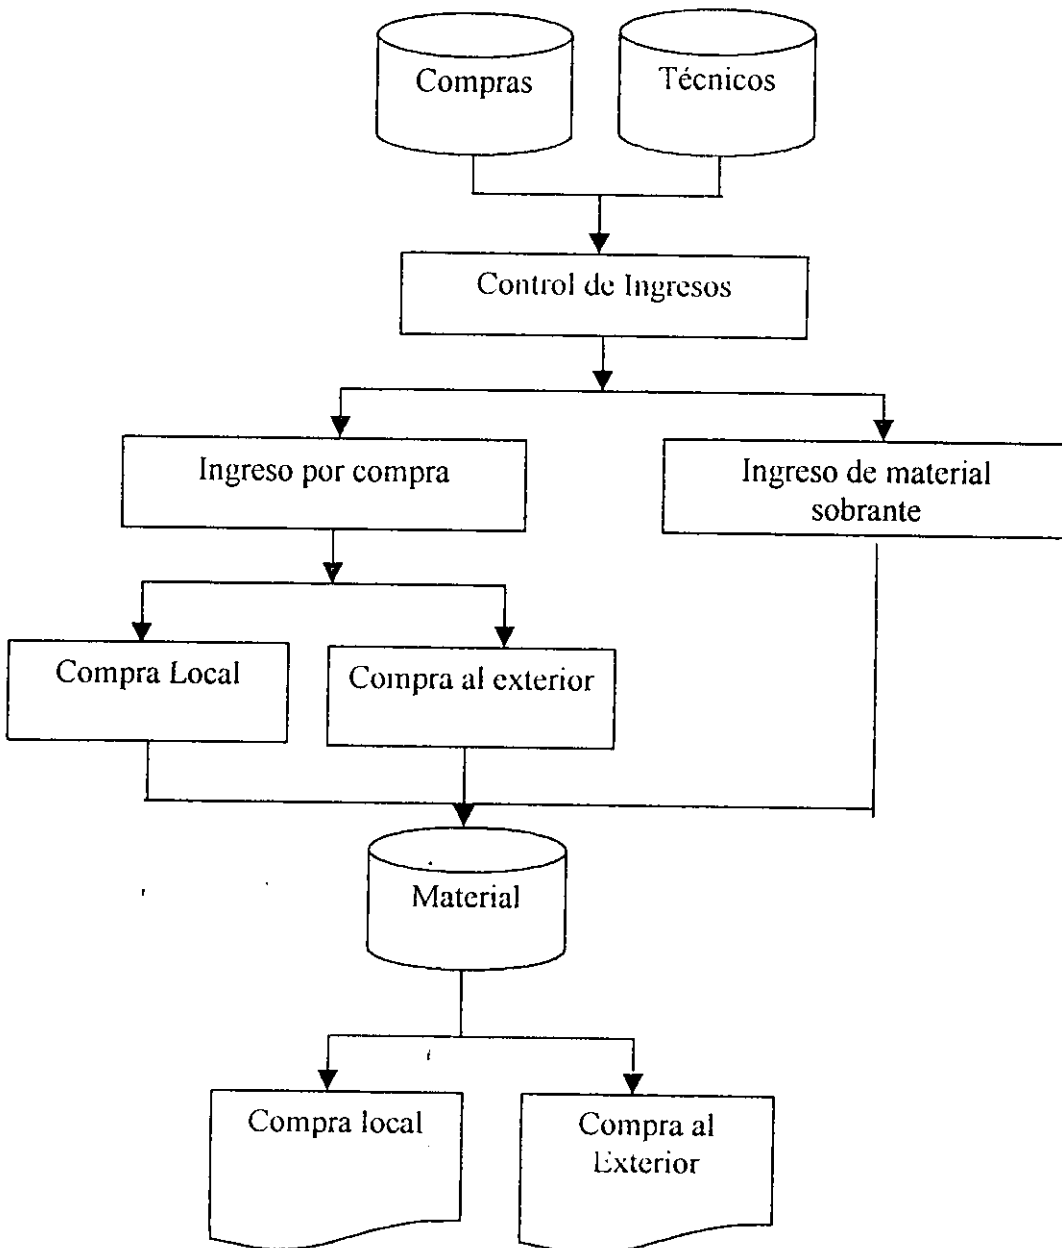 Compras
Técnicos
Control de Ingresos
Ingreso por compra
Ingreso de material
sobrante
Compra Local
Compra al exterior
Material
Compra local
Compra al
Exterior